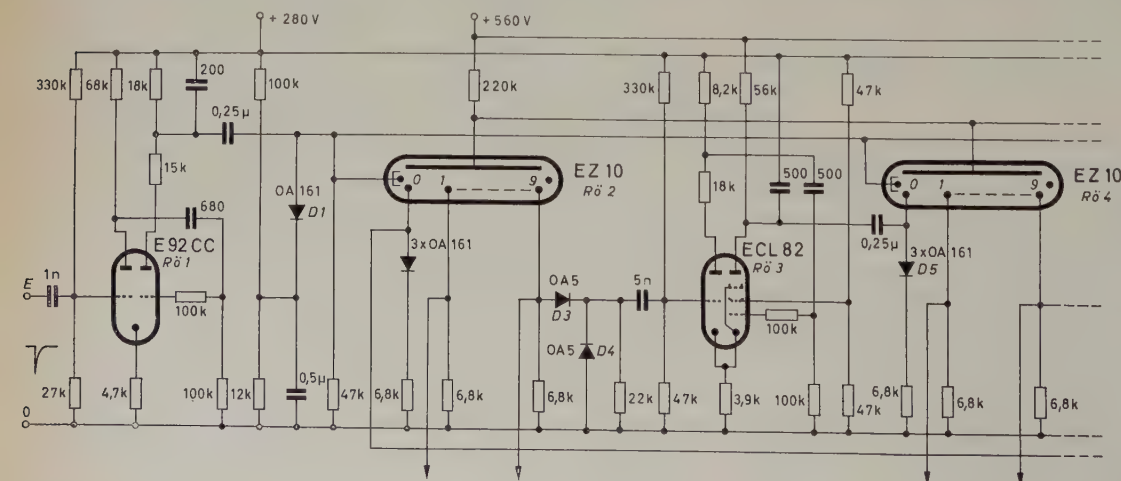 + 280 V
+ 560 V
330k
68k
18k
200
100k
220k
330k
8,2k
56k
47k
0,25µ
15k
OA 161
D1
0 1 9
EZ 10
Rö 2
18k
500
500
0 1 9
EZ 10
Rö 4
680
3xOA 161
0,25µ
E92CC
Rö 1
ECL 82
Rö 3
3xOA 161
D5
E
1n
OA5
D3
5n
100k
100k
OA5
D4
0
27k
4,7k
100k
12k
0,5µ
47k
6,8k
6,8k
6,8k
22k
47k
3,9k
100k
47k
6,8k
6,8k
6,8k